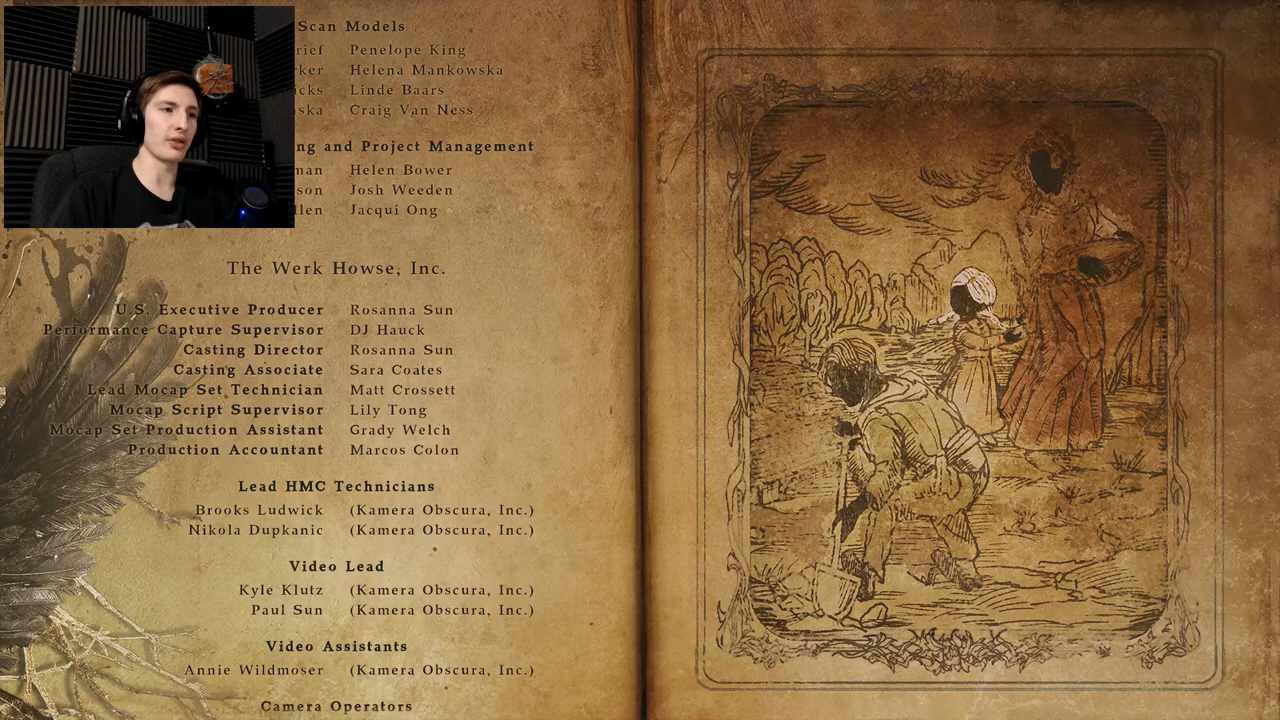 Scan Models
Penelope King
Helena Mankowska
Linde Baars
Craig Van Ness
and Project Management
Helen Bower
Josh Weeden
Jacqui Ong
The Werk Howse, Inc.
U.S. Executive Producer Rosanna Sun
Performance Capture Supervisor DJ Hauck
Casting Director Rosanna Sun
Casting Associate Sara Coates
Lead Mocap Set Technician Matt Crossett
Mocap Script Supervisor Lily Tong
Mocap Set Production Assistant Grady Welch
Production Accountant Marcos Colon
Lead HMC Technicians
Brooks Ludwick (Kamera Obscura, Inc.)
Nikola Dupkanic (Kamera Obscura, Inc.)
Video Lead
Kyle Klutz (Kamera Obscura, Inc.)
Paul Sun (Kamera Obscura, Inc.)
Video Assistants
Annie Wildmoser (Kamera Obscura, Inc.)
Camera Operators